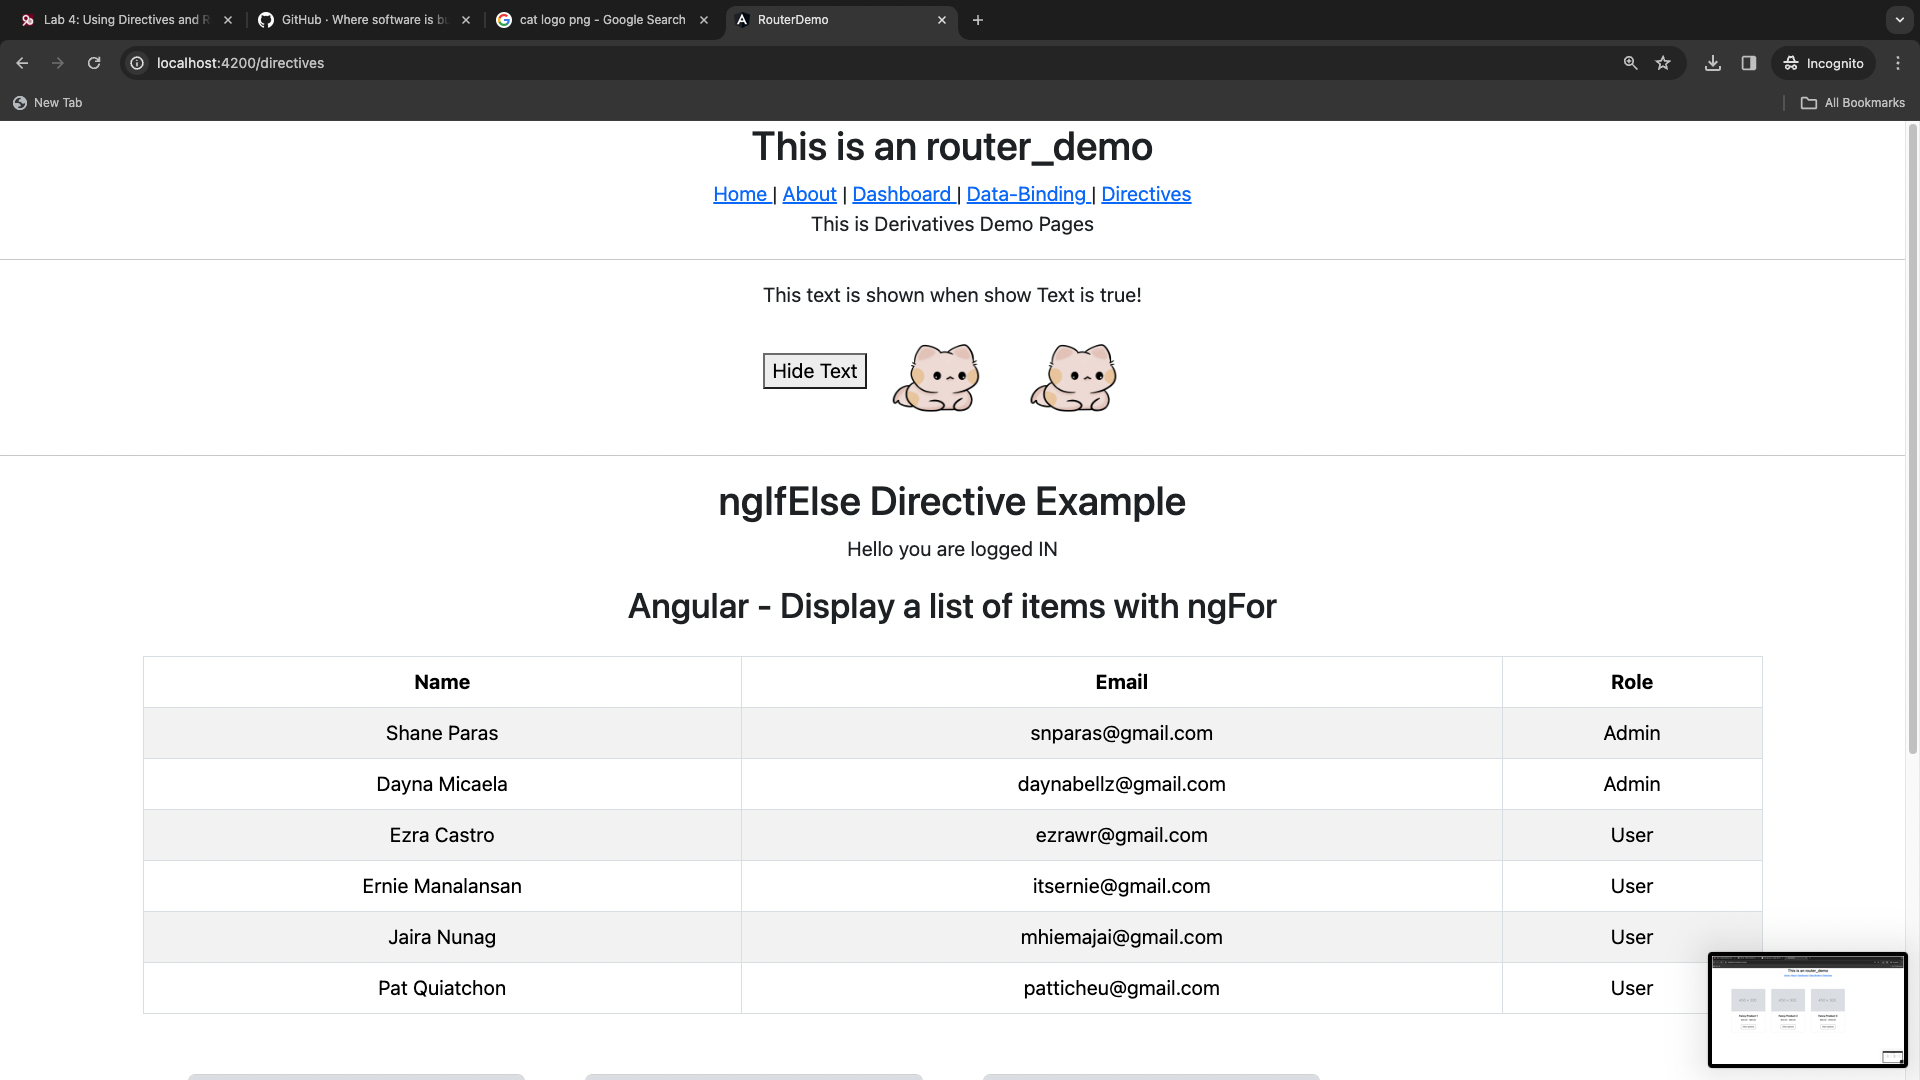 Lab 4: Using Directives and R
GitHub · Where software is bu
cat logo png - Google Search
RouterDemo
localhost:4200/directives
Incognito
New Tab
All Bookmarks
This is an router_demo
Home | About | Dashboard | Data-Binding | Directives
This is Derivatives Demo Pages
This text is shown when show Text is true!
Hide Text
ngIfElse Directive Example
Hello you are logged IN
Angular - Display a list of items with ngFor
Name Email Role
Shane Paras snparas@gmail.com Admin
Dayna Micaela daynabellz@gmail.com Admin
Ezra Castro ezrawr@gmail.com User
Ernie Manalansan itsernie@gmail.com User
Jaira Nunag mhiemajai@gmail.com User
Pat Quiatchon patticheu@gmail.com User
This is an router_demo